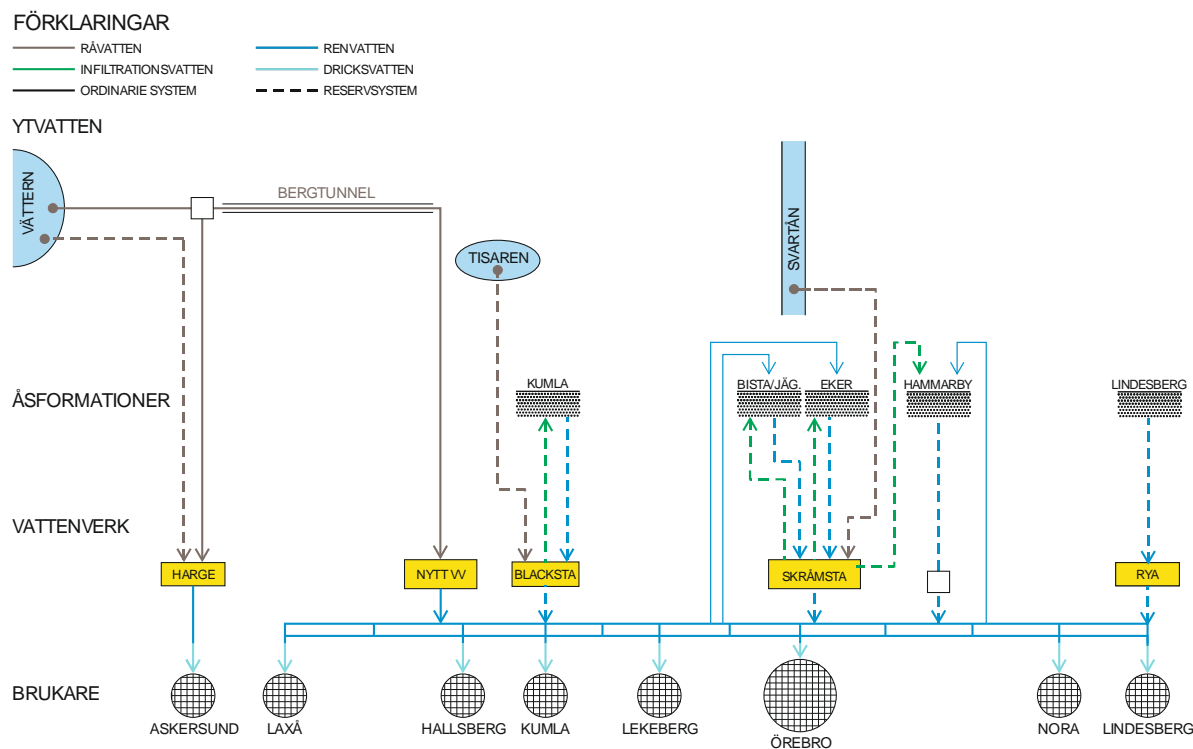 FÖRKLARINGAR
RÅVATTEN
RENVATTEN
INFILTRATIONSVATTEN
DRICKSVATTEN
ORDINARIE SYSTEM
RESERVSYSTEM
YTVATTEN
VÄTTERN
BERGTUNNEL
TISAREN
SVARTÅN
ÅSFORMATIONER
KUMLA
BISTA/JÄG.
EKER
HAMMARBY
LINDESBERG
VATTENVERK
HARGE
NYTT VV
BLACKSTA
SKRÅMSTA
RYA
BRUKARE
ASKERSUND
LAXÅ
HALLSBERG
KUMLA
LEKEBERG
ÖREBRO
NORA
LINDESBERG